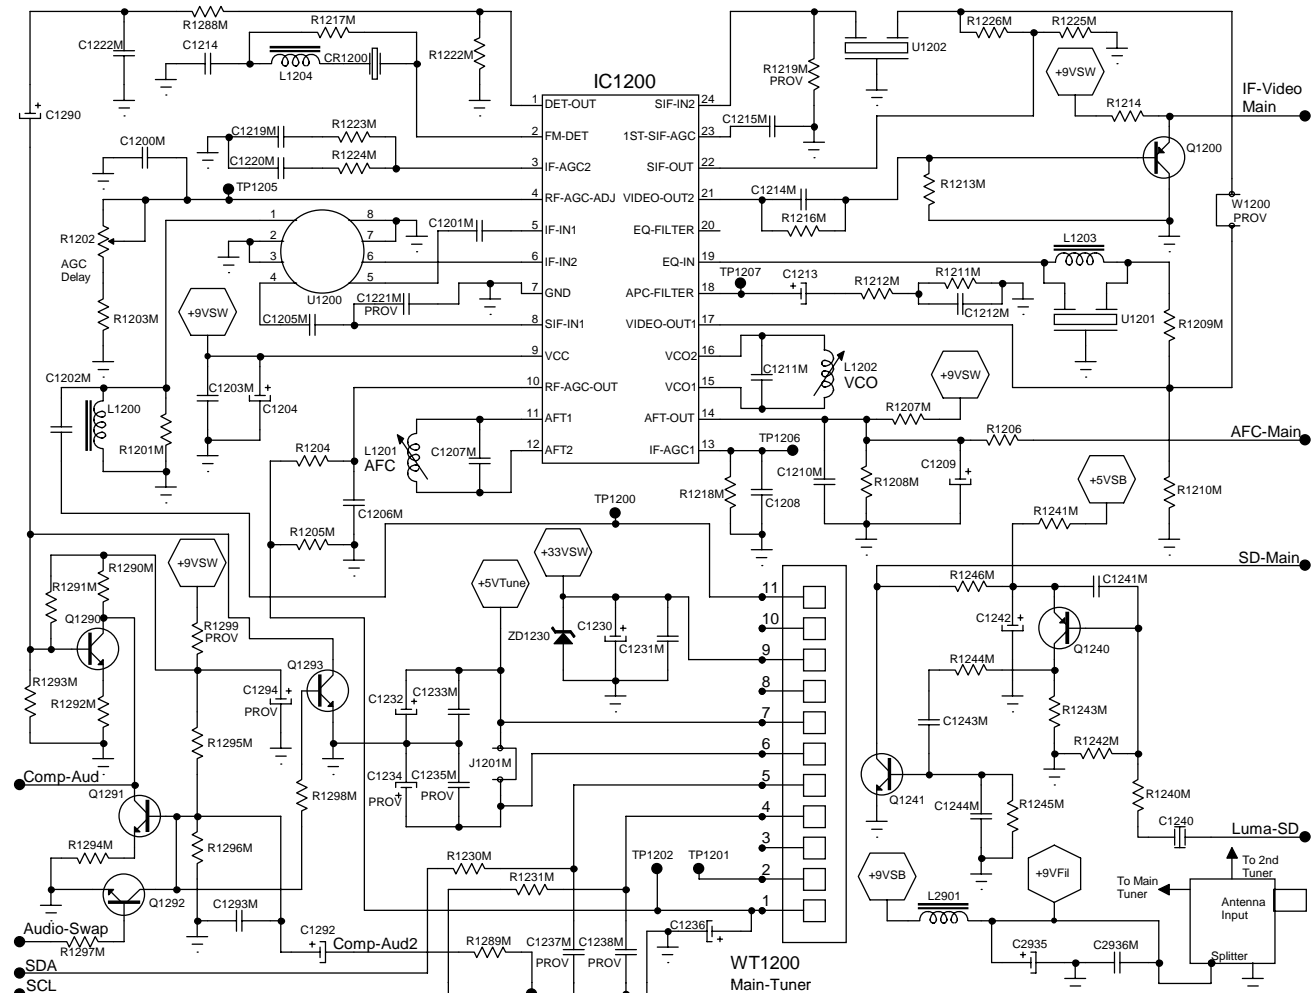 R1288M
R1217M
C1222M
C1214
L1204
CR1200
R1222M
C1290
IC1200
1 DET-OUT SIF-IN2 24
2 FM-DET 1ST-SIF-AGC 23
3 IF-AGC2 SIF-OUT 22
4 RF-AGC-ADJ VIDEO-OUT2 21
5 IF-IN1 EQ-FILTER 20
6 IF-IN2 EQ-IN 19
7 GND APC-FILTER 18
8 SIF-IN1 VIDEO-OUT1 17
9 VCC VCO2 16
10 RF-AGC-OUT VCO1 15
11 AFT1 AFT-OUT 14
12 AFT2 IF-AGC1 13
R1219M
PROV
U1202
R1226M
R1225M
+9VSW
R1214
IF-Video
Main
C1215M
Q1200
C1219M
R1223M
C1220M
R1224M
C1200M
TP1205
R1202
AGC
Delay
1
2
3
4
8
7
6
5
U1200
C1201M
C1214M
R1216M
R1213M
W1200
PROV
L1203
TP1207
C1213
R1212M
R1211M
C1212M
U1201
R1209M
C1221M
PROV
C1205M
R1203M
+9VSW
C1202M
L1200
R1201M
C1203M
C1204
C1211M
L1202
VCO
+9VSW
R1207M
R1206
AFC-Main
L1201
AFC
C1207M
R1204
C1206M
R1205M
TP1206
R1218M
C1208
C1210M
R1208M
C1209
+5VSB
R1241M
R1210M
TP1200
+33VSW
+5VTune
SD-Main
+9VSW
R1290M
R1291M
Q1290
R1299
PROV
Q1293
R1293M
R1292M
C1294
PROV
R1295M
ZD1230
C1230
C1231M
C1232
C1233M
C1234
PROV
C1235M
PROV
J1201M
11
10
9
8
7
6
5
4
3
2
1
R1246M
C1241M
C1242
Q1240
R1244M
C1243M
R1243M
R1242M
Q1241
C1244M
R1245M
R1240M
C1240
Luma-SD
Comp-Aud
Q1291
R1298M
R1294M
R1296M
Q1292
C1293M
Audio-Swap
R1297M
C1292
Comp-Aud2
R1230M
R1231M
TP1202
TP1201
R1289M
C1237M
PROV
C1238M
PROV
C1236
WT1200
Main-Tuner
+9VSB
L2901
+9VFil
C2935
C2936M
To 2nd
Tuner
To Main
Tuner
Antenna
Input
Splitter
SDA
SCL